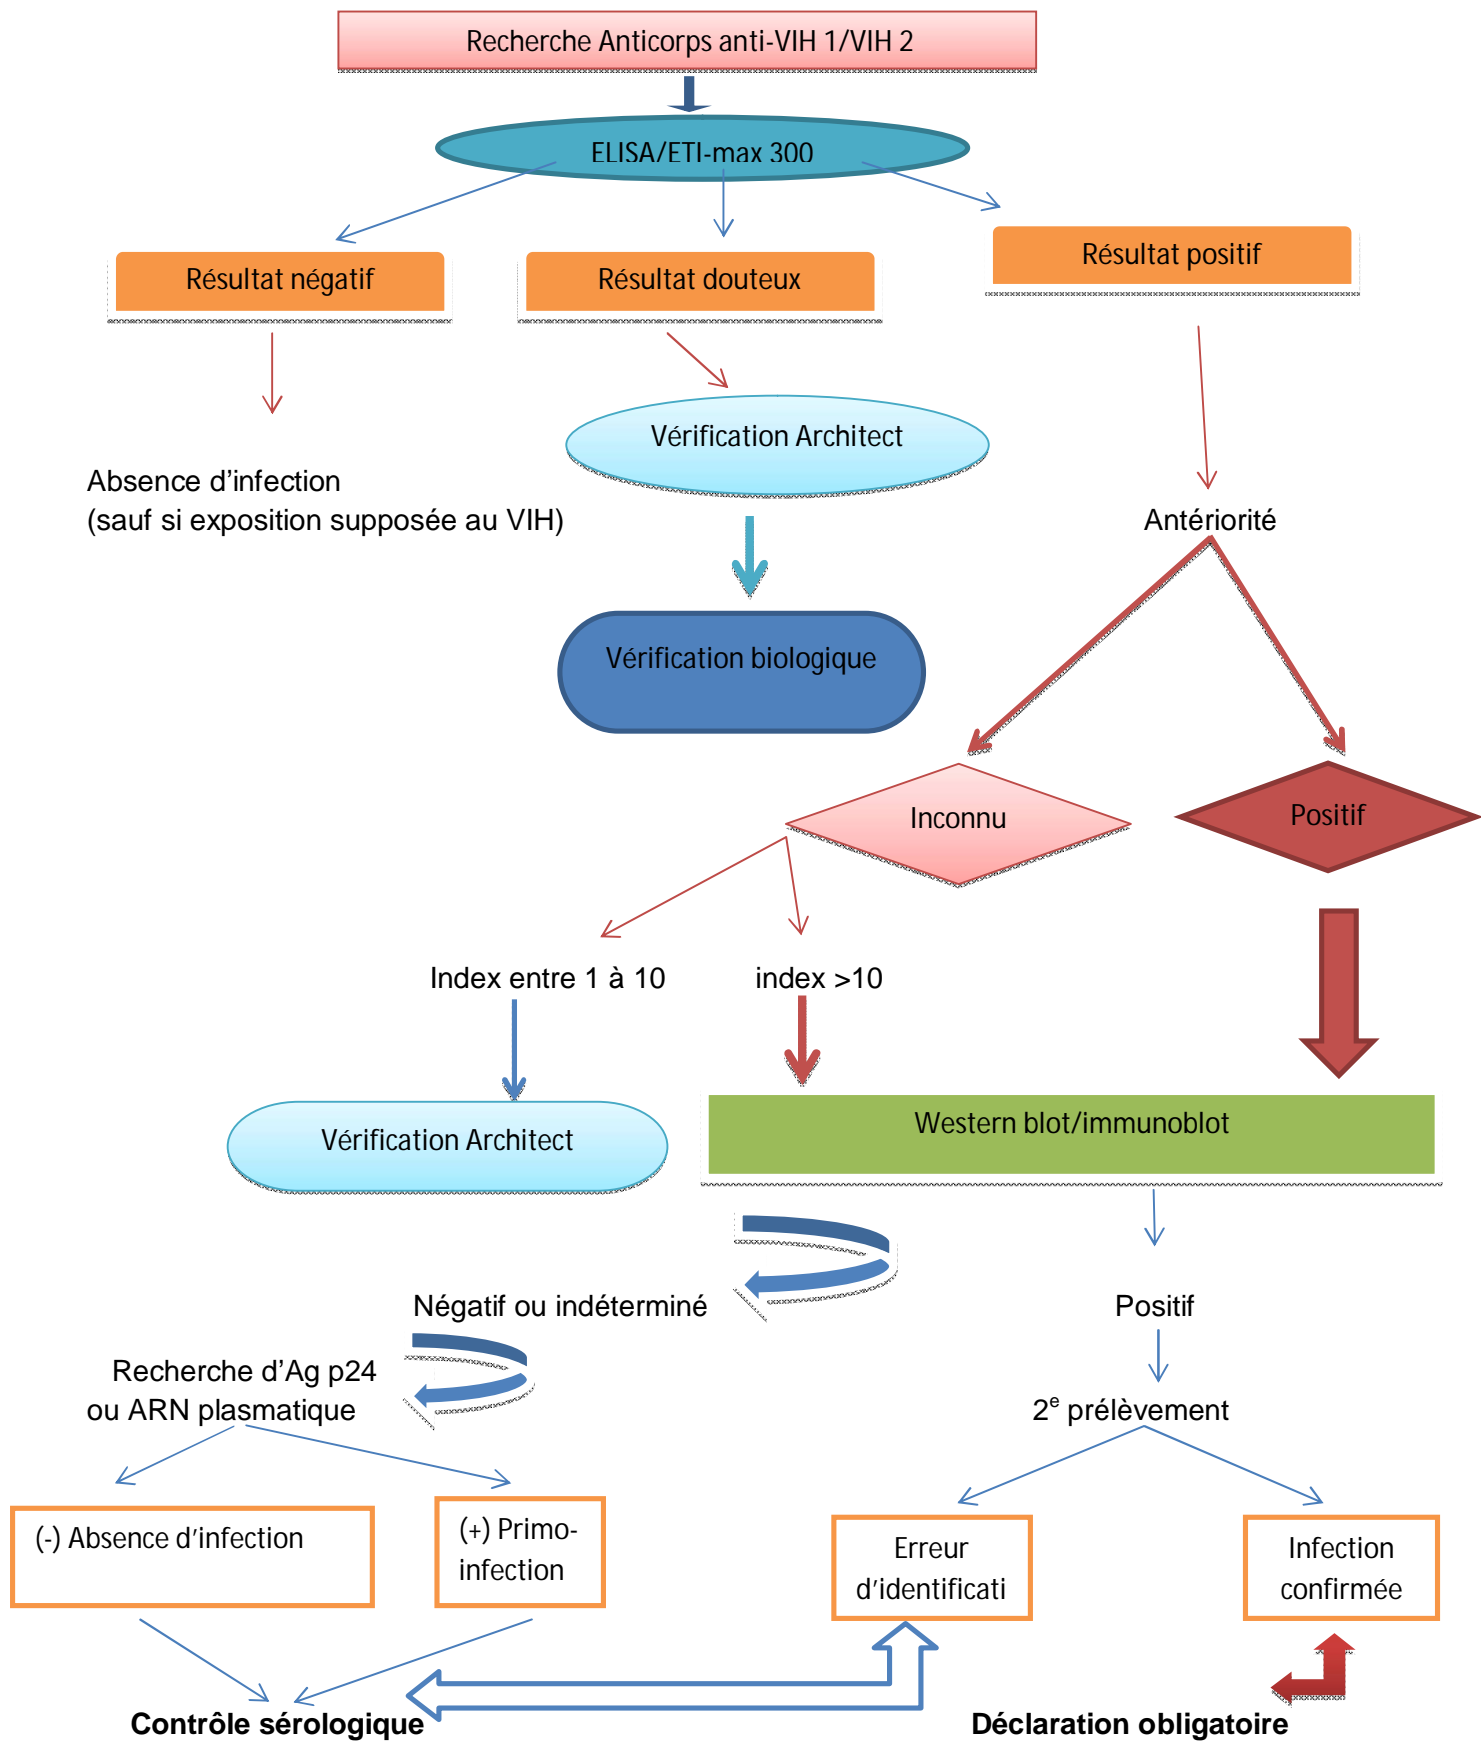 Recherche Anticorps anti-VIH 1/VIH 2
ELISA/ETI-max 300
Résultat négatif
Résultat douteux
Résultat positif
Vérification Architect
Absence d’infection
(sauf si exposition supposée au VIH)
Antériorité
Vérification biologique
Inconnu
Positif
Index entre 1 à 10
index >10
Vérification Architect
Western blot/immunoblot
Négatif ou indéterminé
Positif
Recherche d’Ag p24
ou ARN plasmatique
2e prélèvement
(-) Absence d’infection
(+) Primo-
infection
Erreur
d’identificati
Infection
confirmée
Contrôle sérologique
Déclaration obligatoire